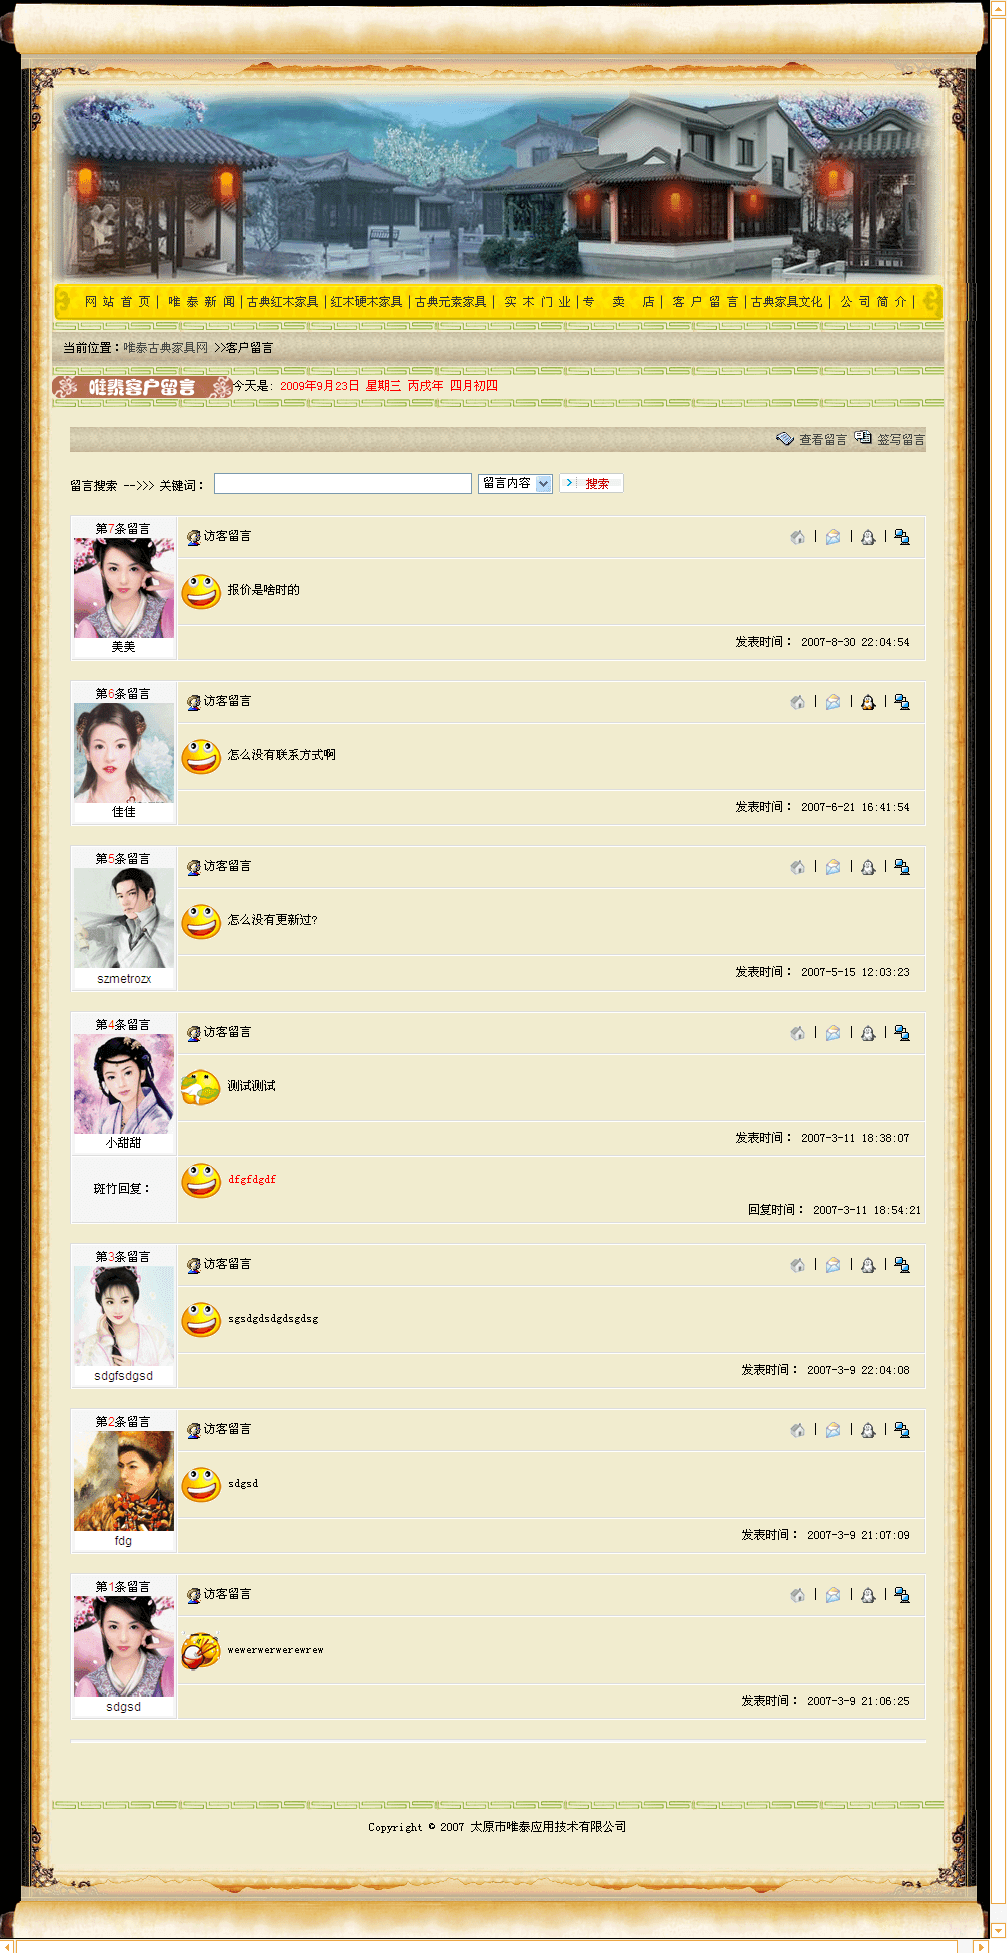 网 站 首 页 | 唯 泰 新 闻 | 古典红木家具 | 红木硬木家具 | 古典元素家具 | 实 木 门 业 | 专 卖 店 | 客 户 留 言 | 古典家具文化 | 公 司 简 介 |
当前位置：唯泰古典家具网 >>客户留言
唯泰客户留言 今天是: 2009年9月23日 星期三 丙戌年 四月初四
查看留言 签写留言
留言搜索 -->>> 关键词： 留言内容 搜索
第7条留言
访客留言 | | |
报价是啥时的
美美
发表时间： 2007-8-30 22:04:54
第6条留言
访客留言 | | |
怎么没有联系方式啊
佳佳
发表时间： 2007-6-21 16:41:54
第5条留言
访客留言 | | |
怎么没有更新过?
szmetrozx
发表时间： 2007-5-15 12:03:23
第4条留言
访客留言 | | |
测试测试
小甜甜
发表时间： 2007-3-11 18:38:07
斑竹回复：
dfgfdgdf
回复时间： 2007-3-11 18:54:21
第3条留言
访客留言 | | |
sgsdgdsdgdsgdsg
sdgfsdgsd
发表时间： 2007-3-9 22:04:08
第2条留言
访客留言 | | |
sdgsd
fdg
发表时间： 2007-3-9 21:07:09
第1条留言
访客留言 | | |
wewerwerwerewrew
sdgsd
发表时间： 2007-3-9 21:06:25
Copyright © 2007 太原市唯泰应用技术有限公司